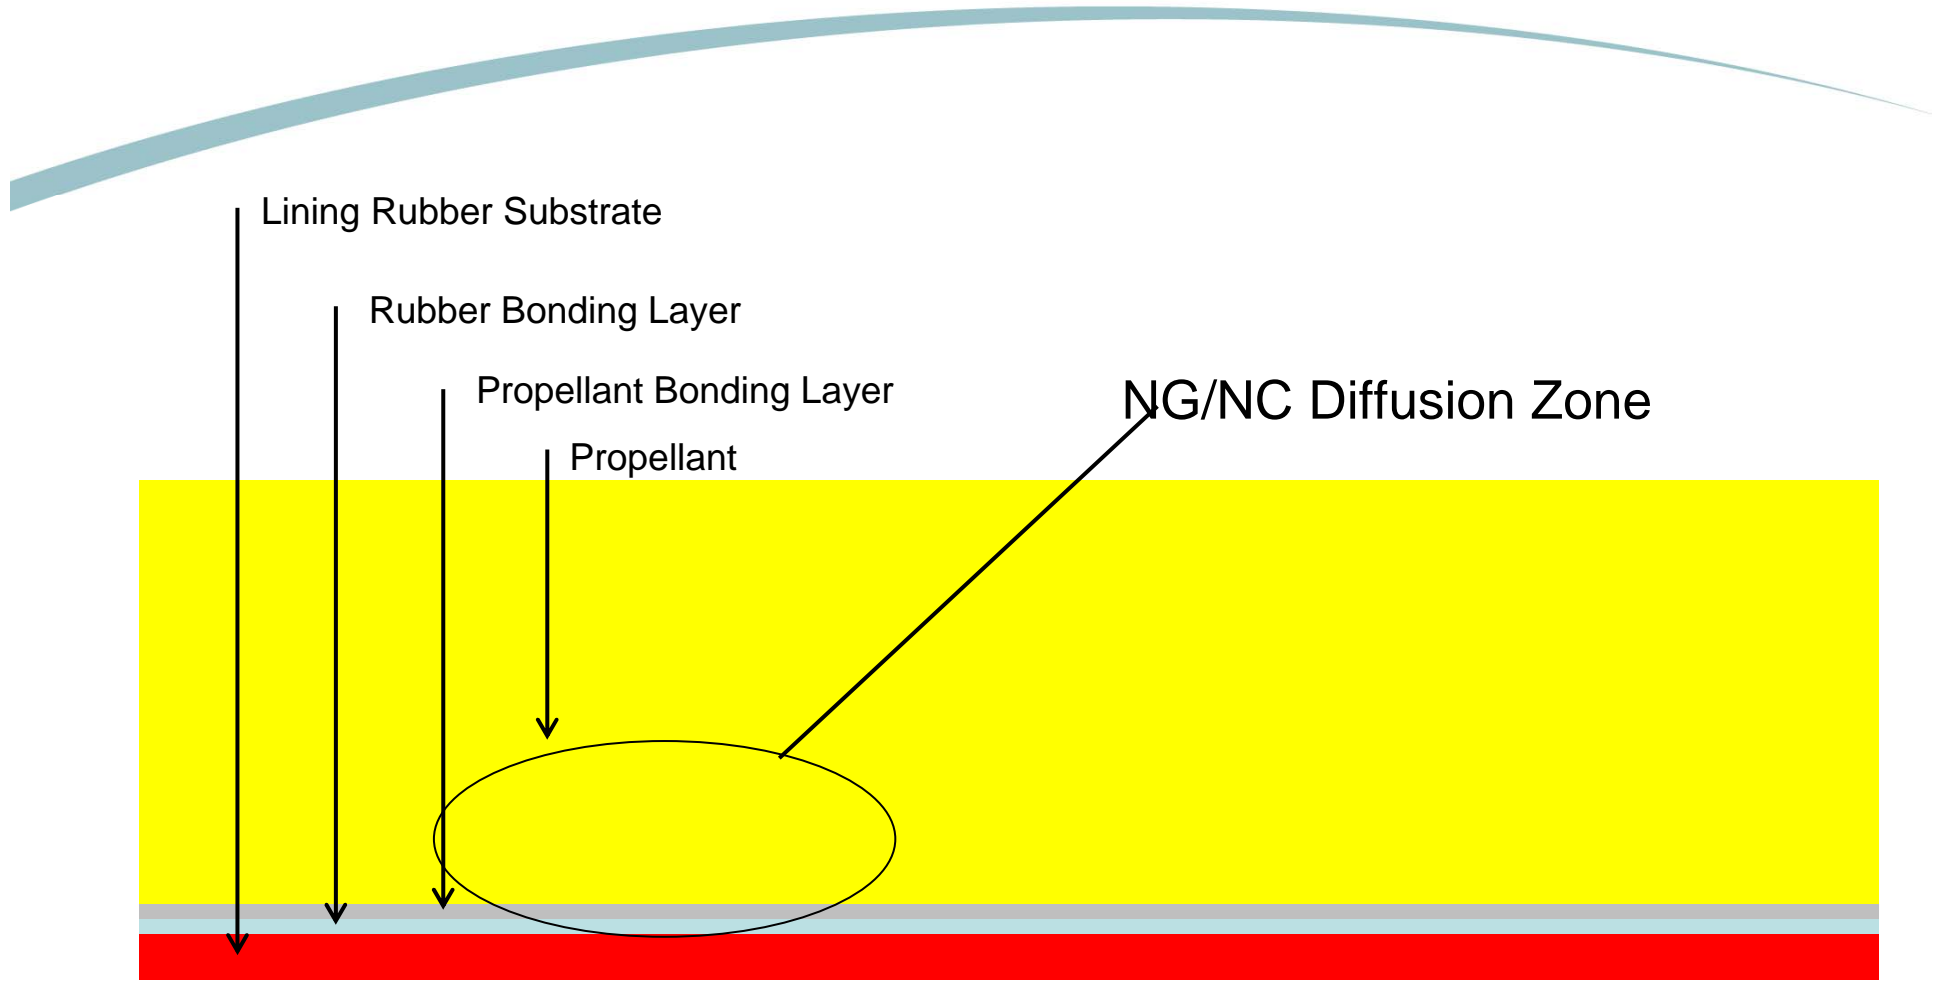 Lining Rubber Substrate
Rubber Bonding Layer
Propellant Bonding Layer
NG/NC Diffusion Zone
Propellant